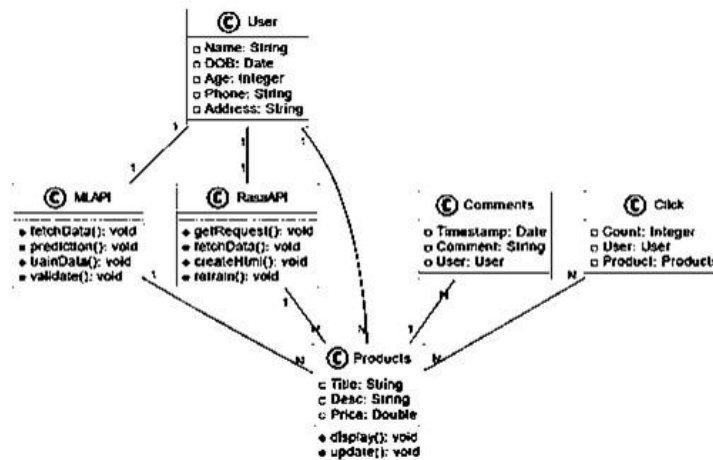 C User
Name: String
DOB: Date
Age: Integer
Phone: String
Address: String
1 1 1
1 1
C MLAPI
fetchData(): void
prediction(): void
trainData(): void
validate(): void
C RasaAPI
getRequest(): void
fetchData(): void
createHtml(): void
retrain(): void
C Comments
Timestamp: Date
Comment: String
User: User
C Click
Count: Integer
User: User
Product: Products
1 1 N N
N N N 1 N
C Products
Title: String
Desc: String
Price: Double
display(): void
update(): void